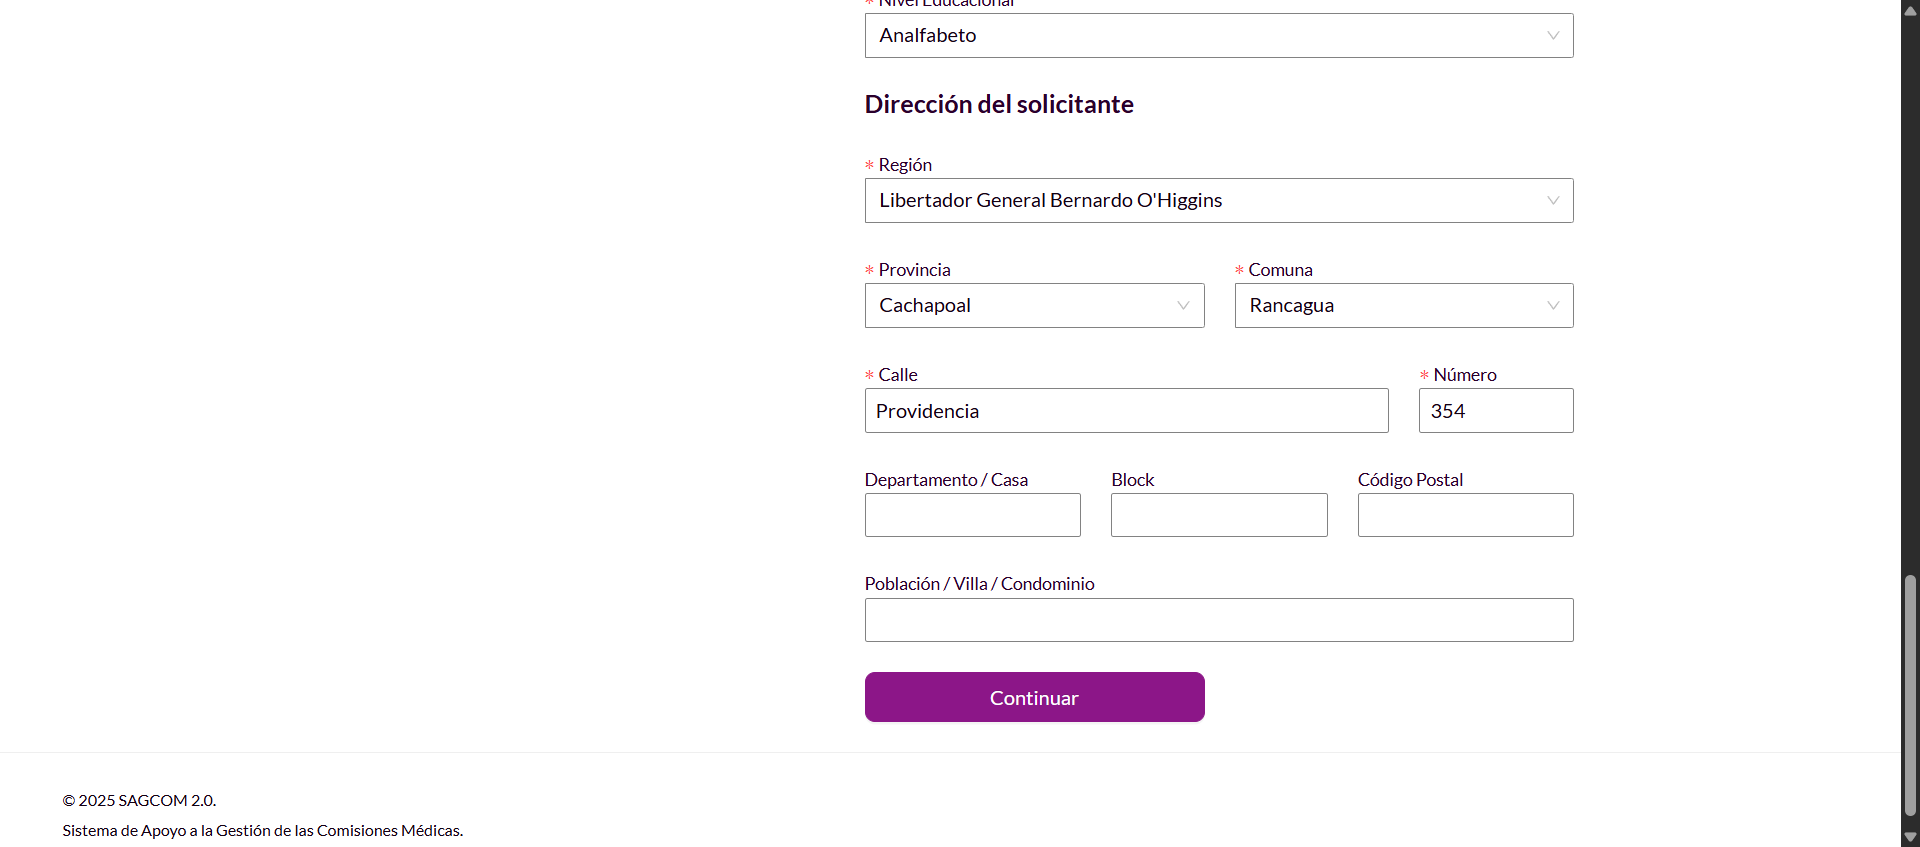 * Nivel Educacional
Analfabeto
Dirección del solicitante
* Región
Libertador General Bernardo O'Higgins
* Provincia
* Comuna
Cachapoal
Rancagua
* Calle
* Número
Providencia
354
Departamento / Casa
Block
Código Postal
Población / Villa / Condominio
Continuar
© 2025 SAGCOM 2.0.
Sistema de Apoyo a la Gestión de las Comisiones Médicas.